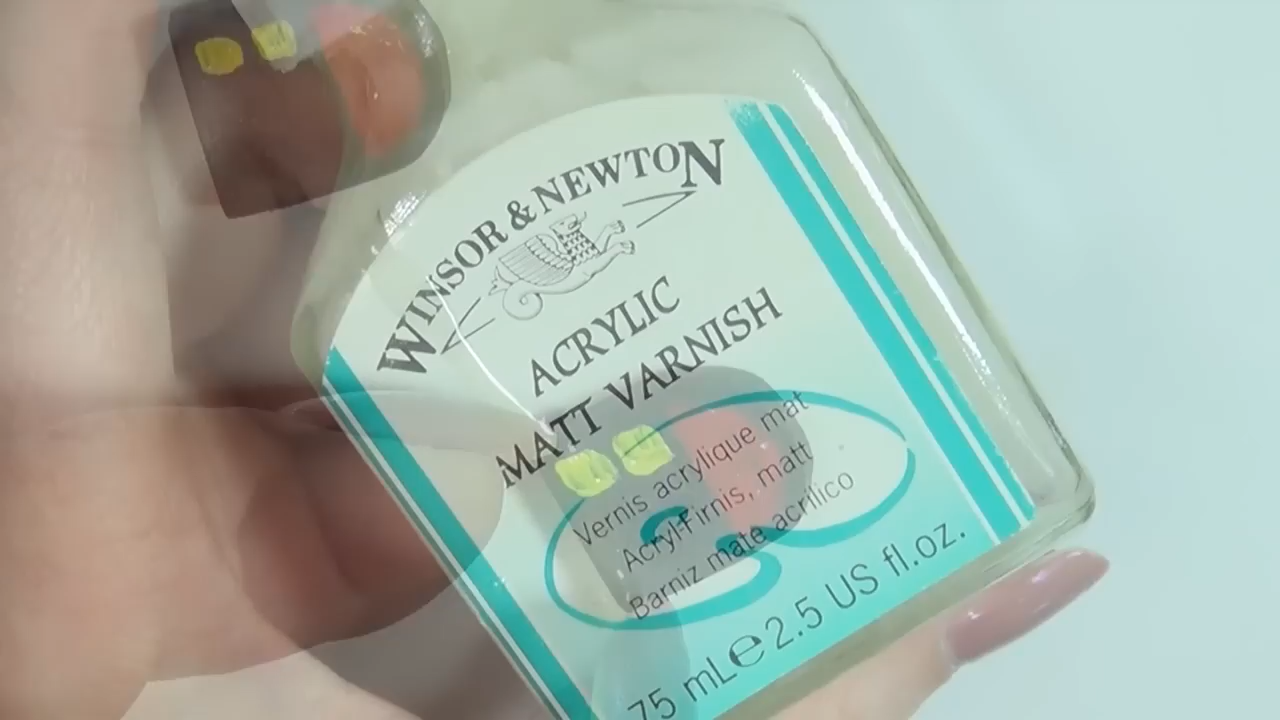 WINSOR & NEWTON
ACRYLIC
MATT VARNISH
Vernis acrylique mat
Acryl-Firnis, matt
Barniz mate acrílico
75 mL e 2.5 US fl.oz.